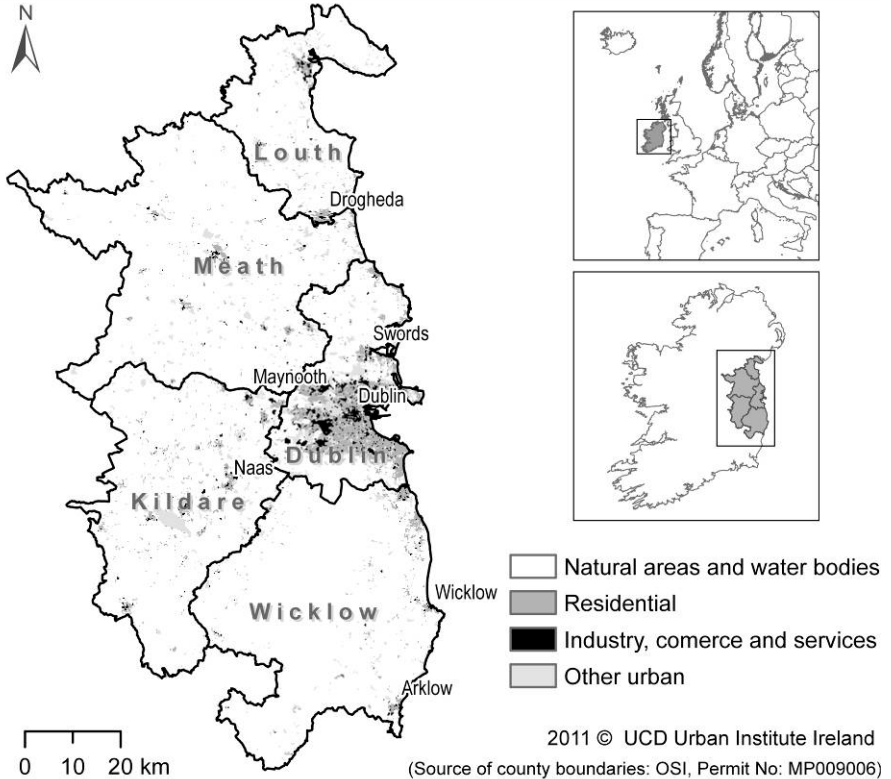 N
Louth
Drogheda
Meath
Swords
Maynooth
Dublin
Dublin
Naas
Kildare
Wicklow
Wicklow
Arklow
0 10 20 km
Natural areas and water bodies
Residential
Industry, comerce and services
Other urban
2011 © UCD Urban Institute Ireland
(Source of county boundaries: OSI, Permit No: MP009006)